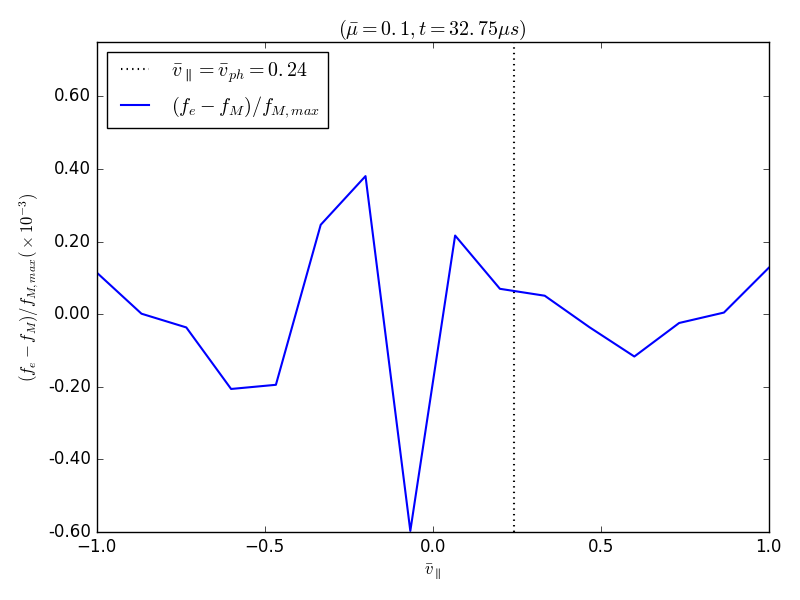 (μ̄ = 0.1, t = 32.75μs)
v̄∥ = v̄ph = 0.24
(fe − fM)/fM,max
(fe − fM)/fM,max(×10⁻³)
0.60
0.40
0.20
0.00
-0.20
-0.40
-0.60
−1.0 −0.5 0.0 0.5 1.0
v̄∥